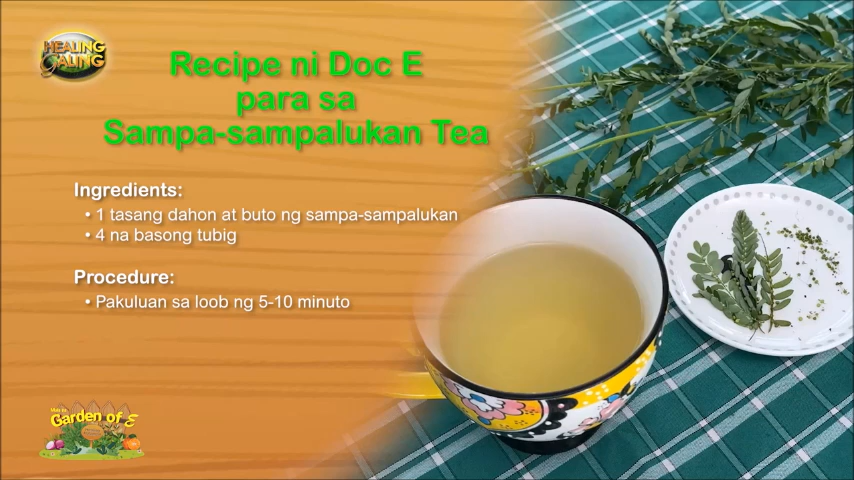 HEALING
GALING
Recipe ni Doc E
para sa
Sampa-sampalukan Tea
Ingredients:
• 1 tasang dahon at buto ng sampa-sampalukan
• 4 na basong tubig
Procedure:
• Pakuluan sa loob ng 5-10 minuto
Garden of E